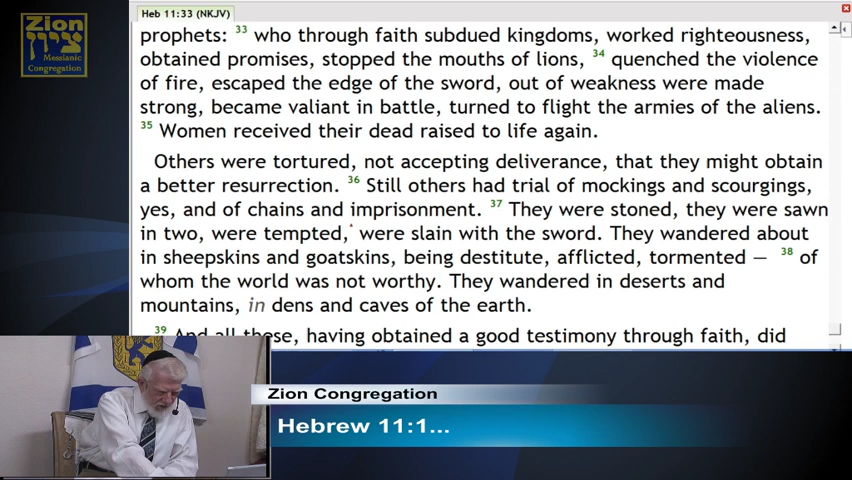 Zion
ציון
Messianic
Congregation
Heb 11:33 (NKJV)
prophets: 33 who through faith subdued kingdoms, worked righteousness,
obtained promises, stopped the mouths of lions, 34 quenched the violence
of fire, escaped the edge of the sword, out of weakness were made
strong, became valiant in battle, turned to flight the armies of the aliens.
35 Women received their dead raised to life again.
Others were tortured, not accepting deliverance, that they might obtain
a better resurrection. 36 Still others had trial of mockings and scourgings,
yes, and of chains and imprisonment. 37 They were stoned, they were sawn
in two, were tempted,* were slain with the sword. They wandered about
in sheepskins and goatskins, being destitute, afflicted, tormented — 38 of
whom the world was not worthy. They wandered in deserts and
mountains, in dens and caves of the earth.
39 And all these, having obtained a good testimony through faith, did
Zion Congregation
Hebrew 11:1...